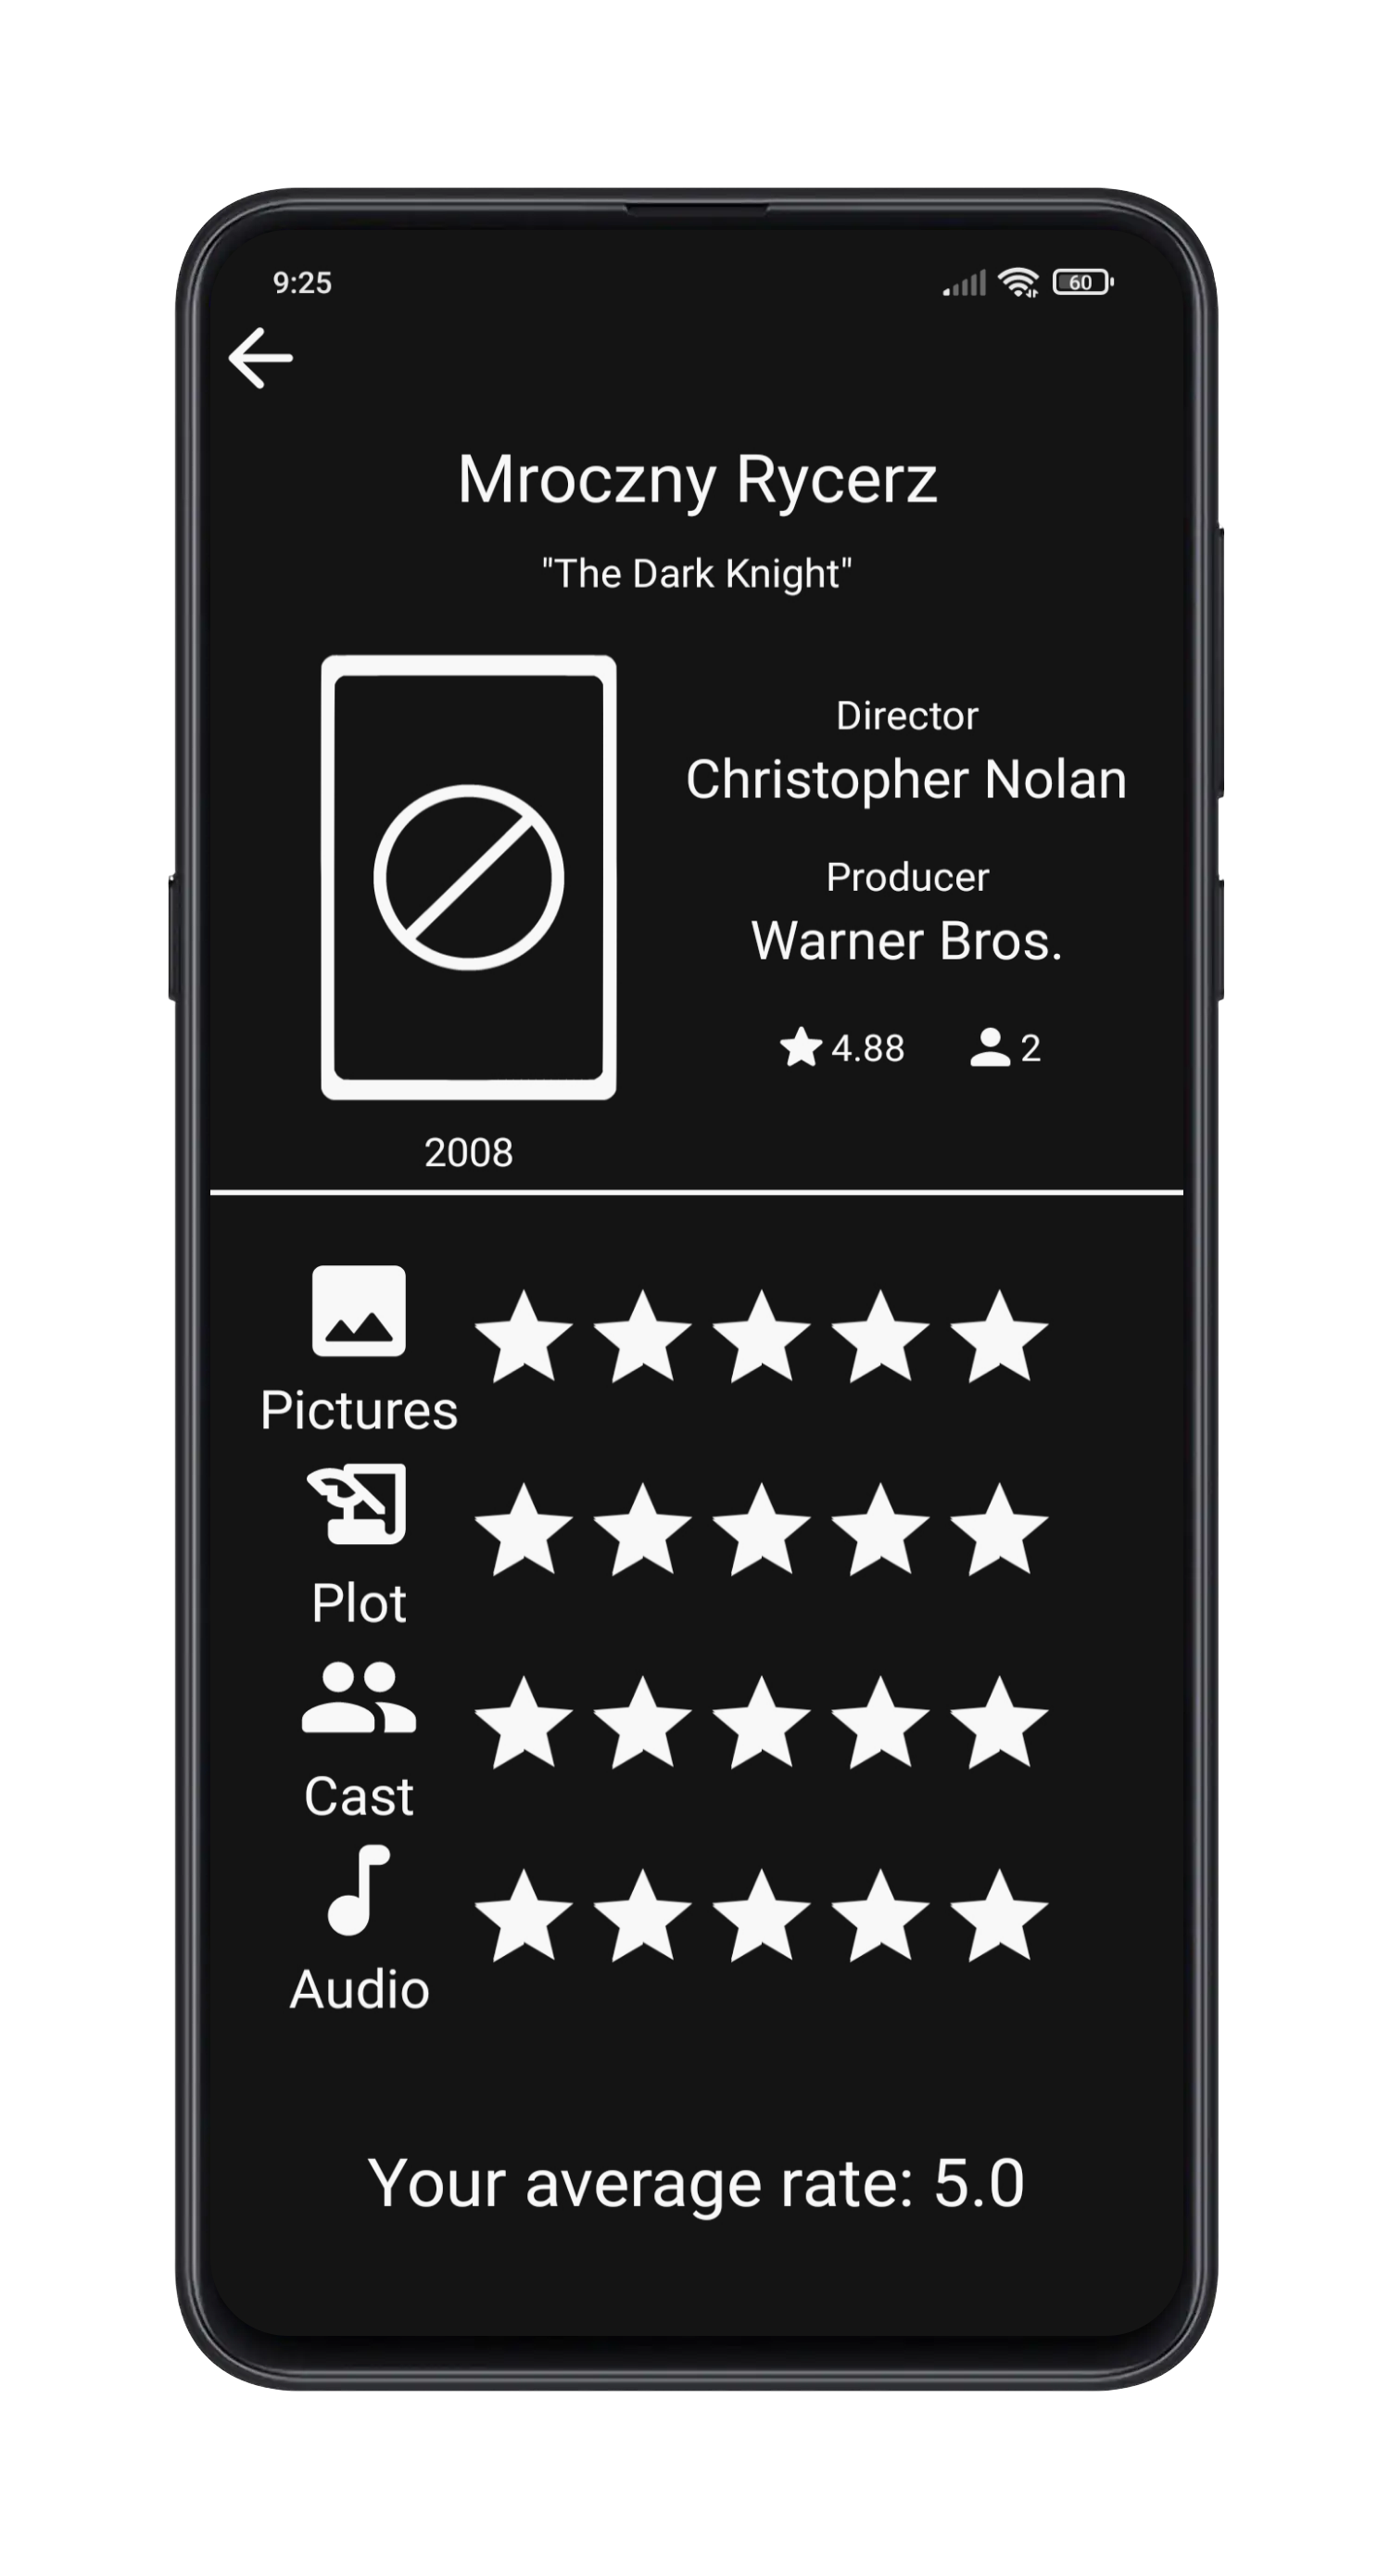 9:25
60
Mroczny Rycerz
"The Dark Knight"
Director
Christopher Nolan
Producer
Warner Bros.
4.88 2
2008
Pictures
Plot
Cast
Audio
Your average rate: 5.0